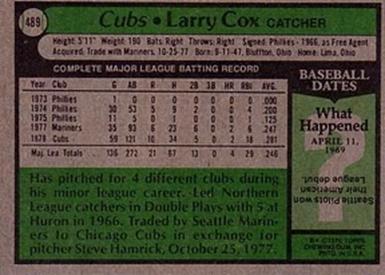 489
Cubs • Larry Cox CATCHER
Height: 5'11" Weight: 190 Bats: Right Throws: Right Signed: Phillies - 1966, as Free Agent
Acquired: Trade with Mariners, 10-25-77 Born: 9-11-47, Bluffton, Ohio Home: Lima, Ohio
COMPLETE MAJOR LEAGUE BATTING RECORD
Year Club G AB R H 2B 3B HR RBI AVG.
1973 Phillies 1 0 0 0 0 0 0 0 .000
1974 Phillies 30 53 5 9 2 0 0 4 .170
1975 Phillies 11 5 0 1 0 0 0 1 .200
1977 Mariners 35 93 6 23 6 0 2 6 .247
1978 Cubs 59 121 10 34 5 0 2 18 .281
Maj. Lea. Totals 136 272 21 67 13 0 4 29 .246
Has pitched for 4 different clubs during
his minor league career. Led Northern
League catchers in Double Plays with 5 at
Huron in 1966. Traded by Seattle Marin-
ers to Chicago Cubs in exchange for
pitcher Steve Hamrick, October 25, 1977.
BASEBALL
DATES
What
Happened
APRIL 11,
1969
?
Seattle Pilots won
their American
League debut.